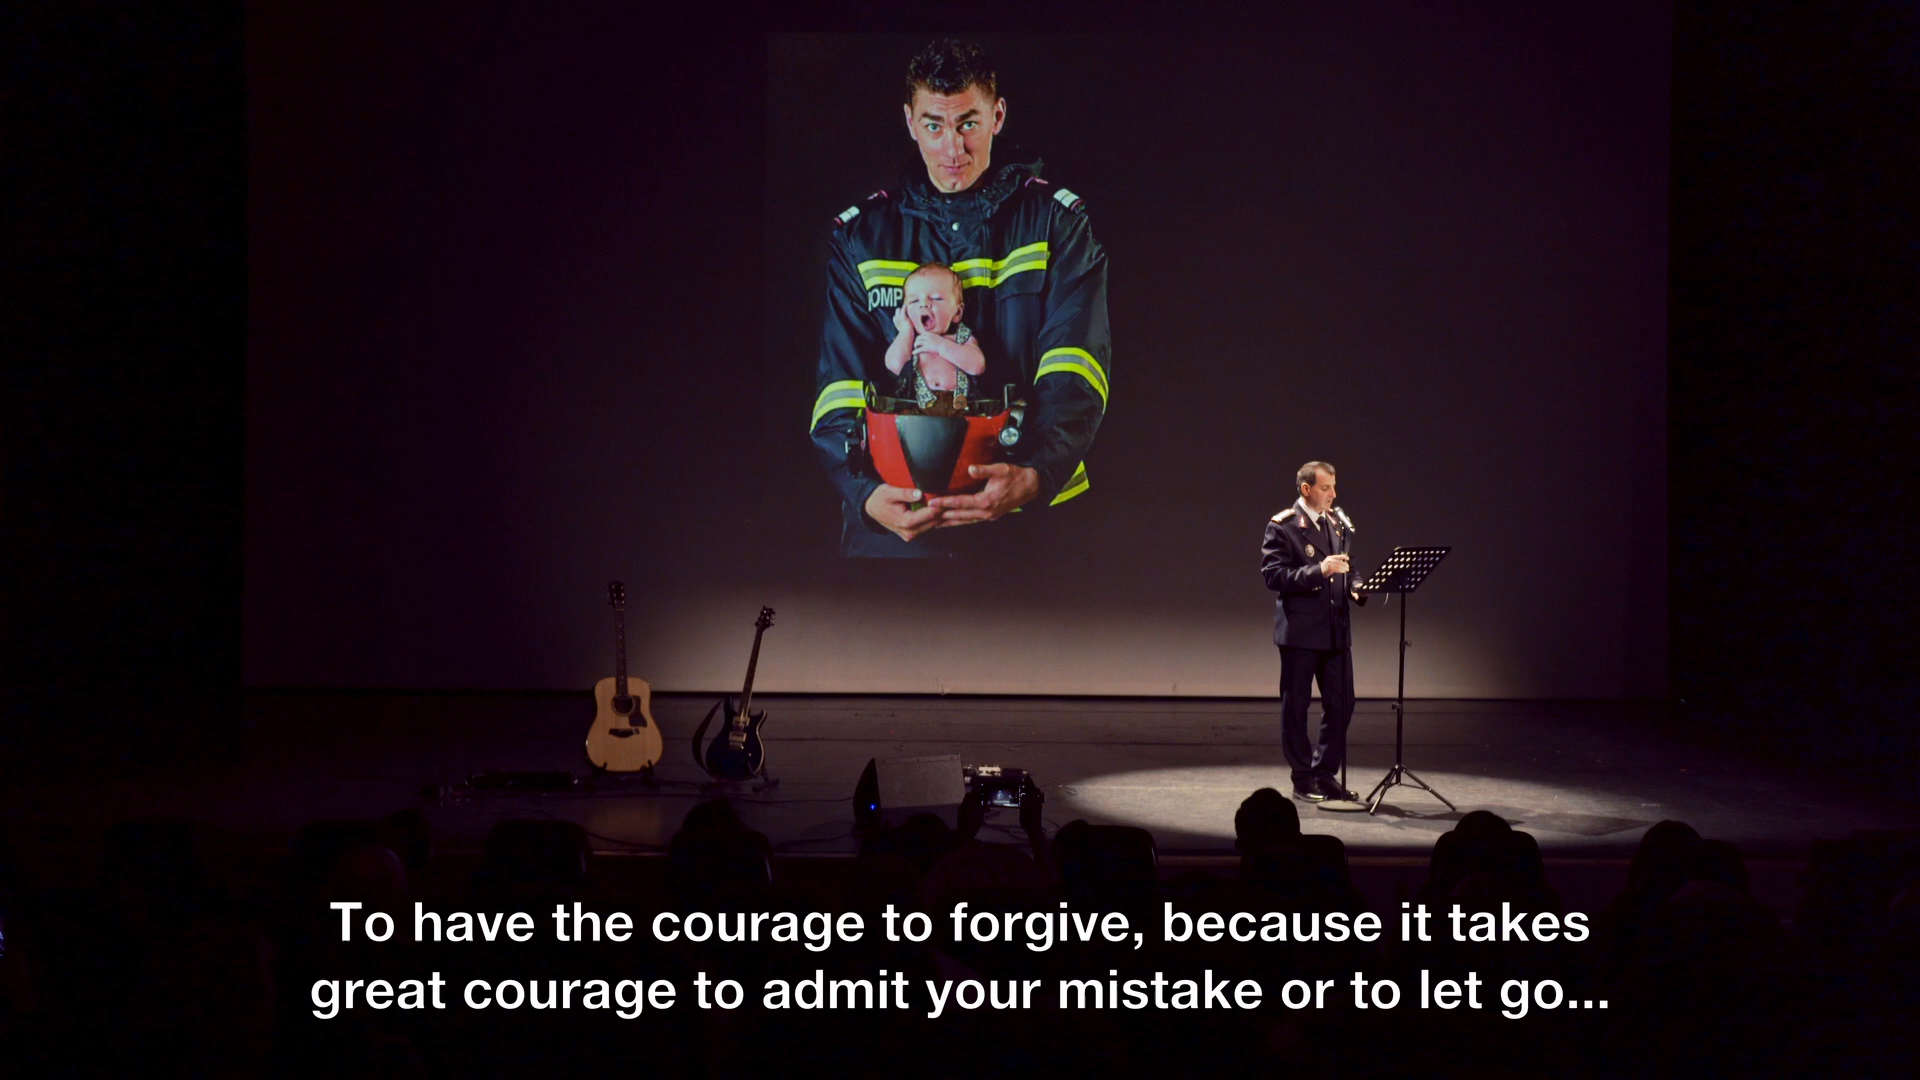 OMP
To have the courage to forgive, because it takes
great courage to admit your mistake or to let go...